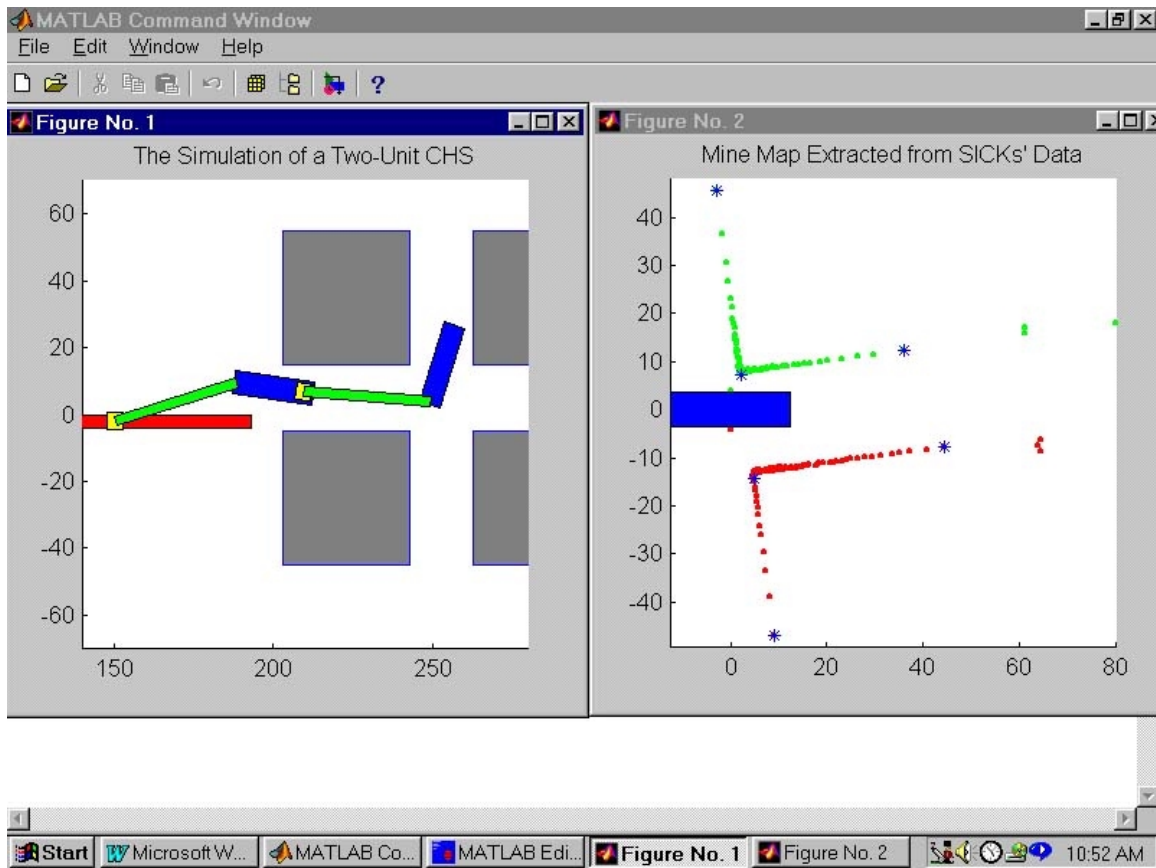 MATLAB Command Window
File Edit Window Help
Figure No. 1
The Simulation of a Two-Unit CHS
60
40
20
0
-20
-40
-60
150 200 250
Figure No. 2
Mine Map Extracted from SICKs' Data
40
30
20
10
0
-10
-20
-30
-40
0 20 40 60 80
Start Microsoft W... MATLAB Co... MATLAB Edi... Figure No. 1 Figure No. 2 10:52 AM